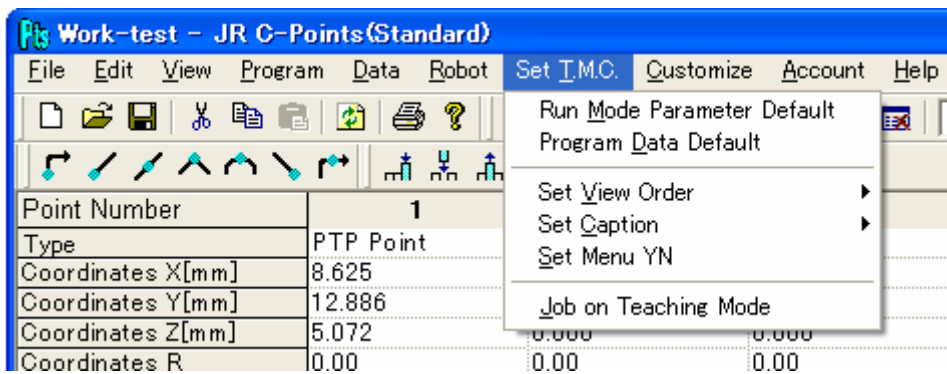 Pts Work-test - JR C-Points(Standard)
File Edit View Program Data Robot Set T.M.C. Customize Account Help
Run Mode Parameter Default
Program Data Default
Set View Order
Set Caption
Set Menu YN
Job on Teaching Mode
Point Number 1
Type PTP Point
Coordinates X[mm] 8.625
Coordinates Y[mm] 12.886
Coordinates Z[mm] 5.072 0.000 0.000
Coordinates R 0.00 0.00 0.00